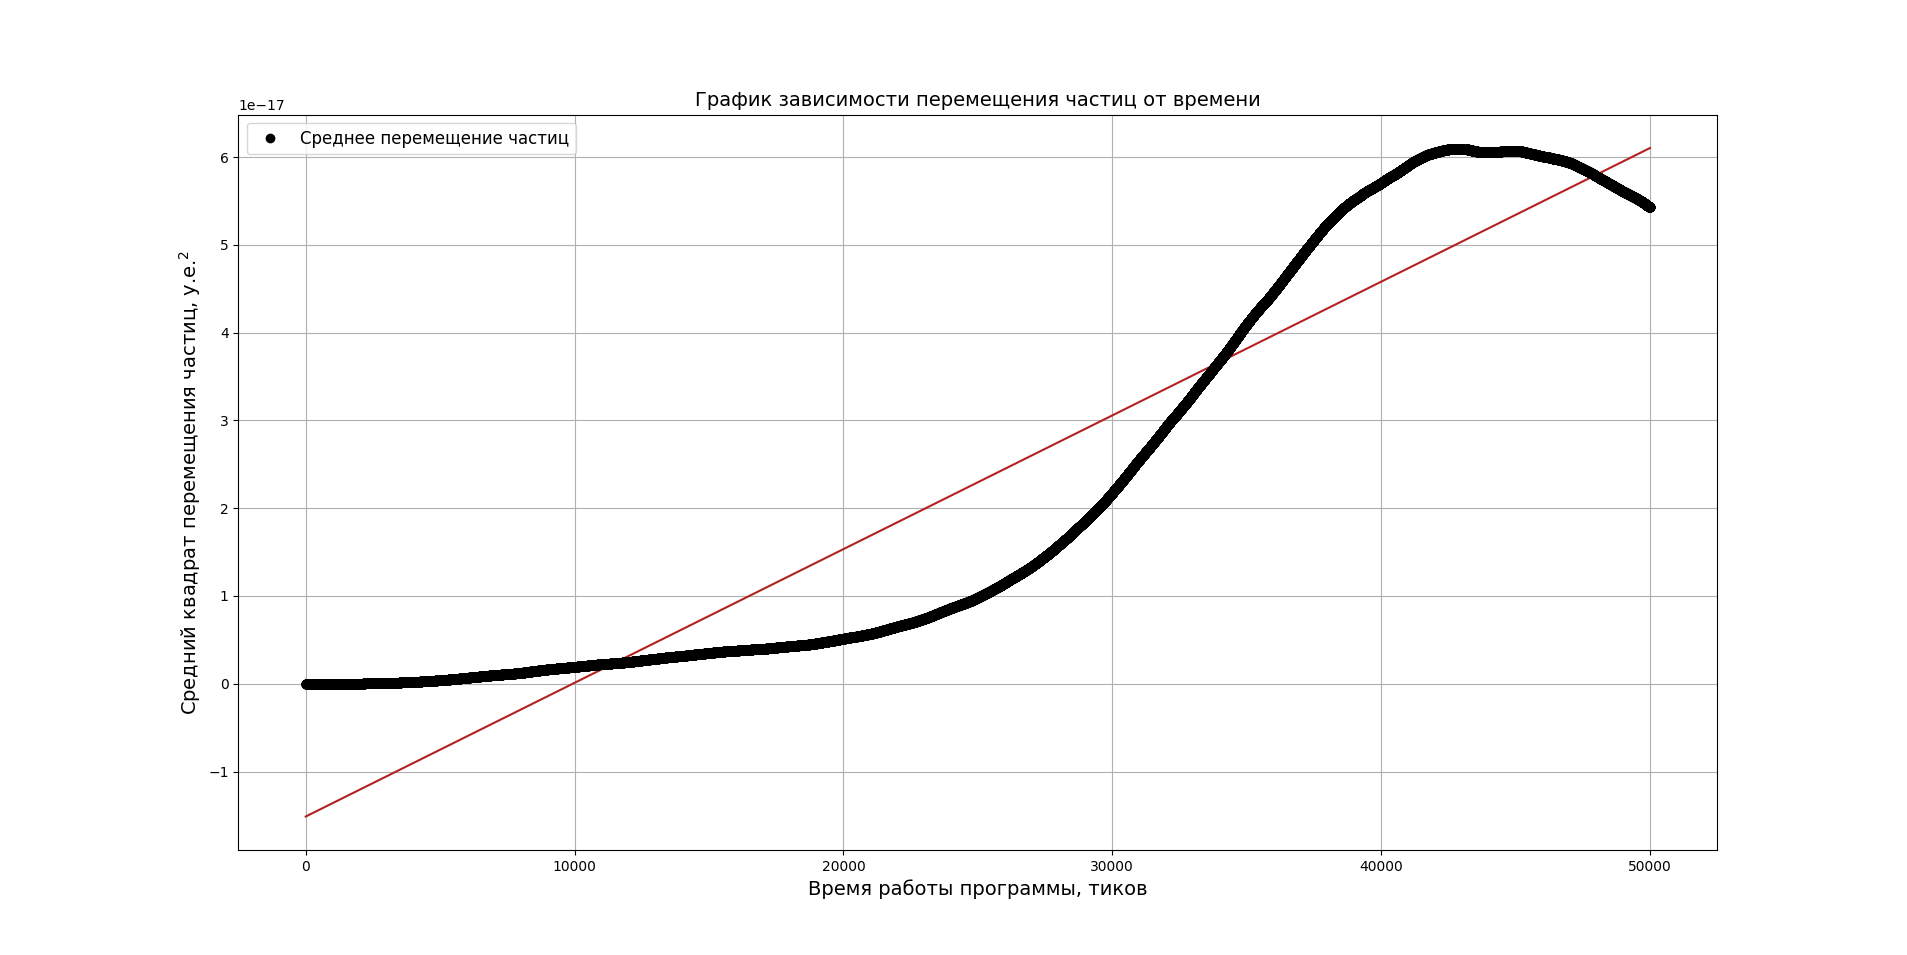 График зависимости перемещения частиц от времени
1e−17
Среднее перемещение частиц
6
5
4
3
2
1
0
−1
Средний квадрат перемещения частиц, у.е.²
0 10000 20000 30000 40000 50000
Время работы программы, тиков